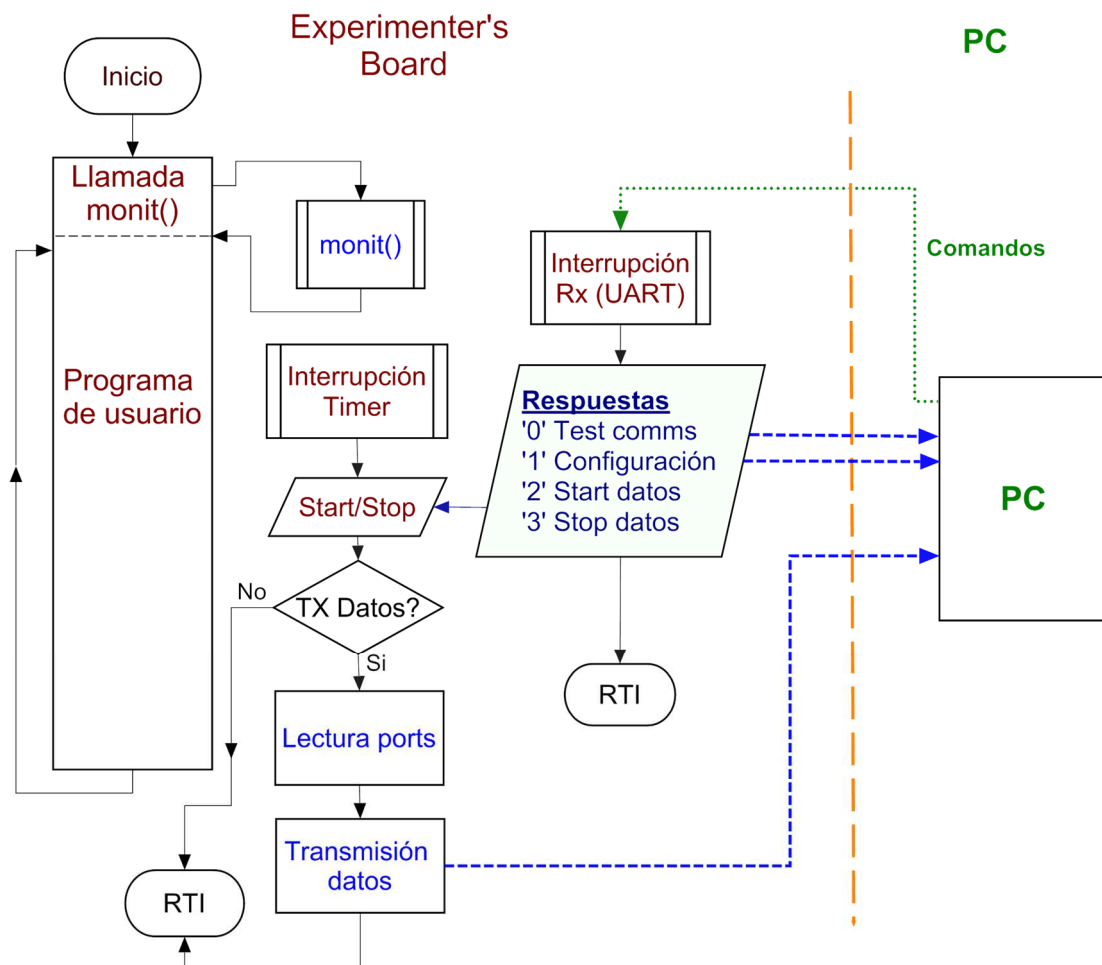 Experimenter's
Board
PC
Inicio
Llamada
monit()
monit()
Interrupción
Rx (UART)
Comandos
Programa
de usuario
Interrupción
Timer
Respuestas
'0' Test comms
'1' Configuración
'2' Start datos
'3' Stop datos
PC
Start/Stop
No
TX Datos?
Si
RTI
Lectura ports
Transmisión
datos
RTI